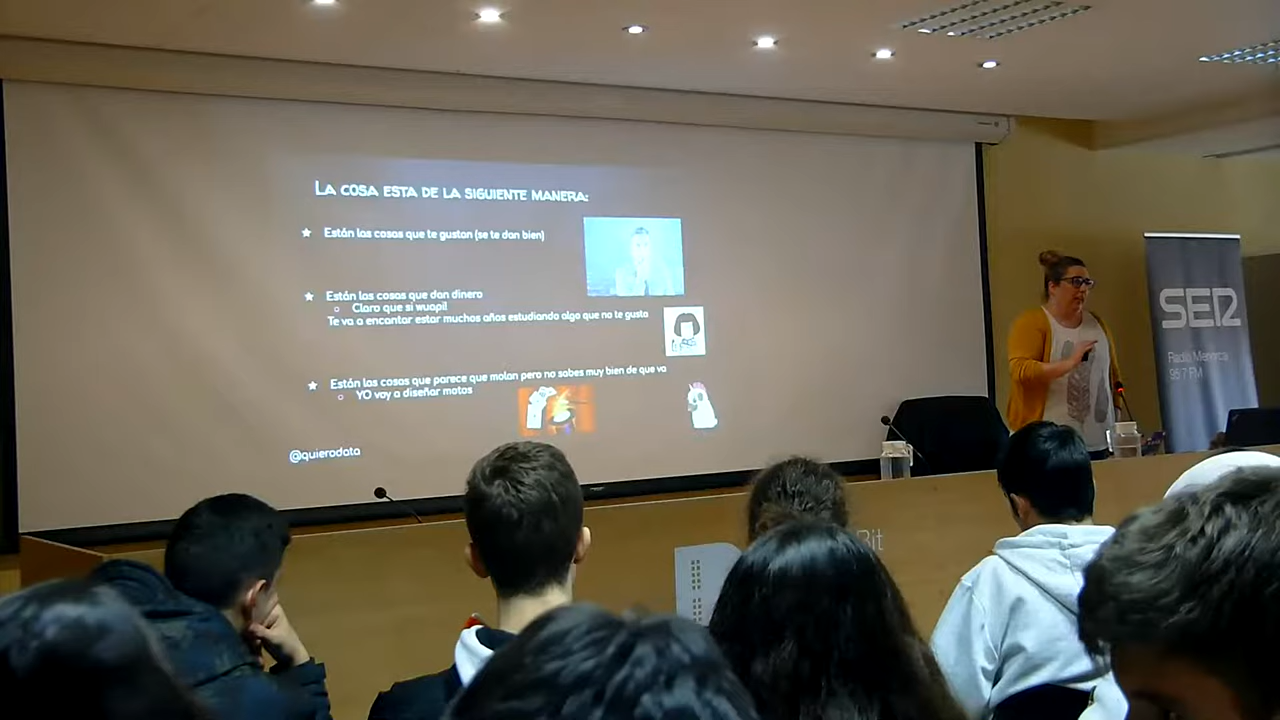 La cosa esta de la siguiente manera:
Están las cosas que te gustan (se te dan bien)
Están las cosas que dan dinero
Claro que si wuapi!
Te va a encantar estar muchos años estudiando algo que no te gusta
Están las cosas que parece que molan pero no sabes muy bien de que va
YO voy a diseñar motos
@quierodata
SER
Radio Menorca
95.7 FM
Bit